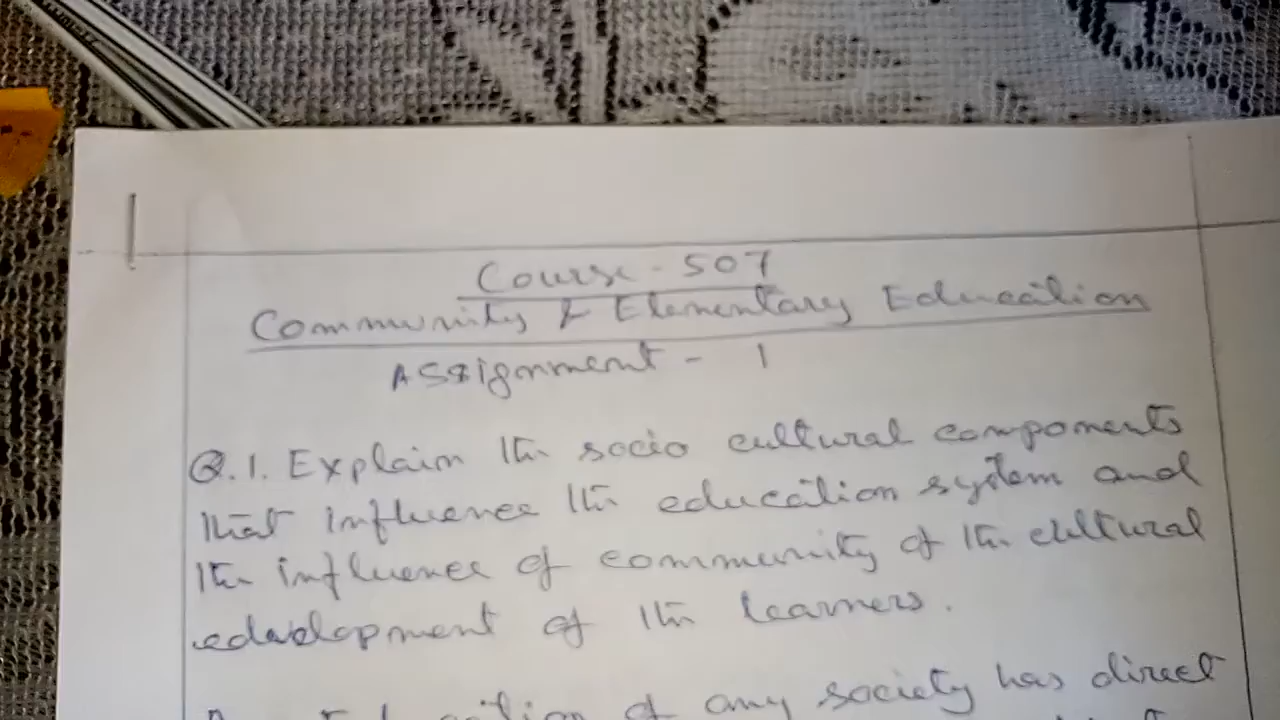 Course - 507
Community & Elementary Education
Assignment - 1
Q.1. Explain the socio cultural components
that influence the education system and
the influence of community of the cultural
development of the learners.
of any society has direct